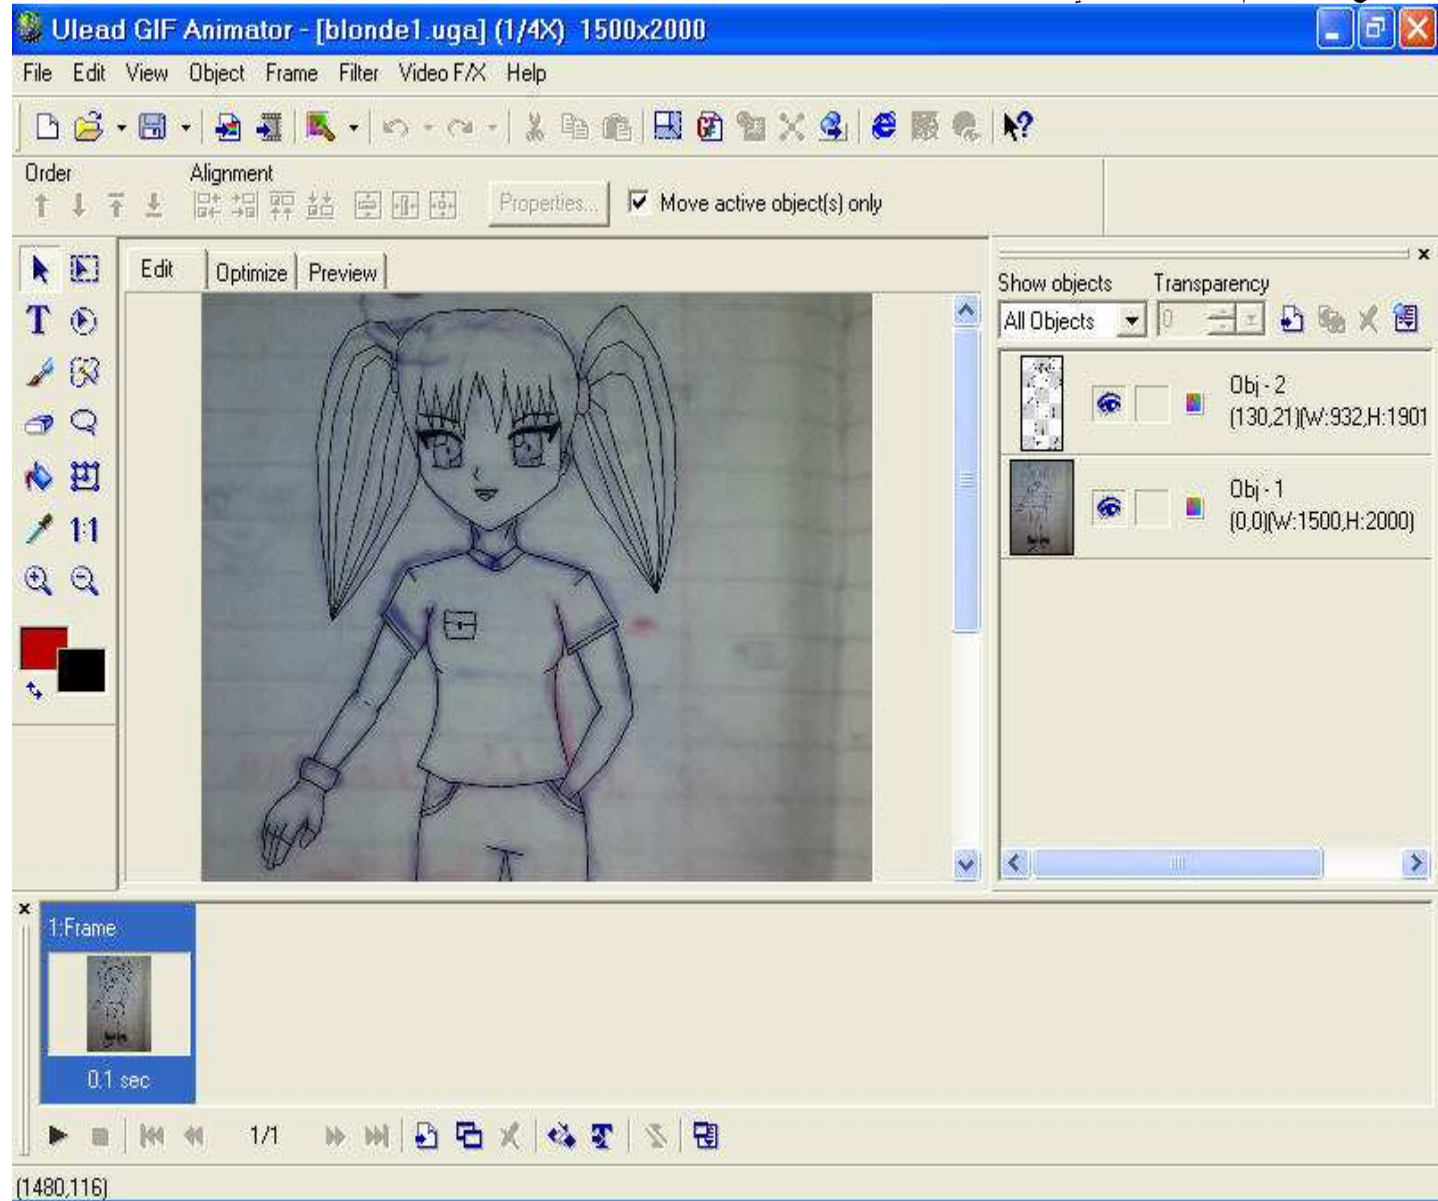 Ulead GIF Animator - [blonde1.uga] (1/4X) 1500x2000
File Edit View Object Frame Filter Video F/X Help
Order Alignment
Properties... Move active object(s) only
Edit Optimize Preview
Show objects Transparency
All Objects 0
T
1:1
Obj - 2
(130,21)(W:932,H:1901
Obj - 1
(0,0)(W:1500,H:2000)
1:Frame
0.1 sec
1/1
(1480,116)